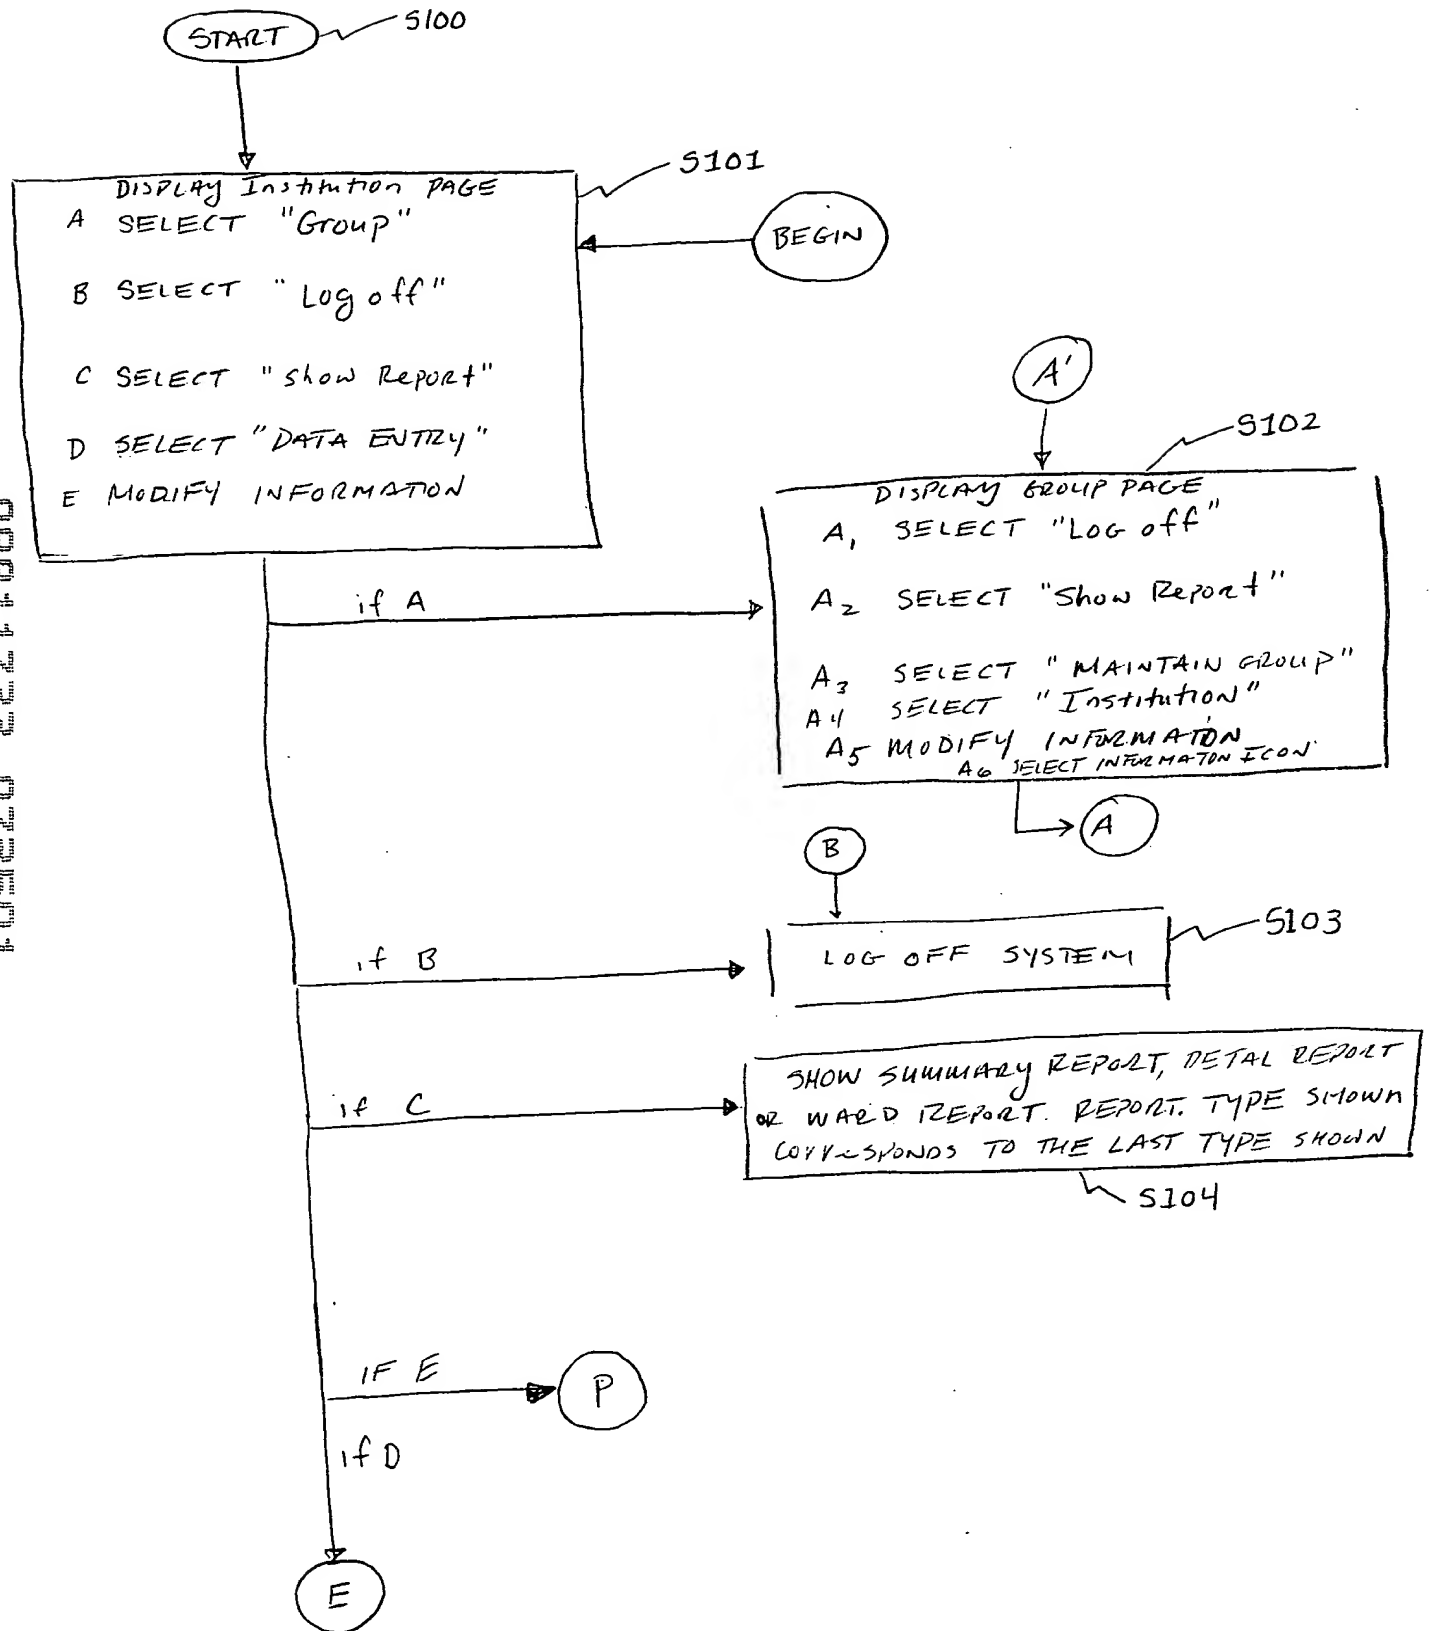 START
S100
S101
DISPLAY Institution PAGE
A SELECT "Group"
B SELECT "Log off"
C SELECT "show Report"
D SELECT "DATA ENTRY"
E MODIFY INFORMATION
BEGIN
A'
S102
DISPLAY GROUP PAGE
A1 SELECT "LOG off"
A2 SELECT "Show Report"
A3 SELECT "MAINTAIN GROUP"
A4 SELECT "Institution"
A5 MODIFY INFORMATION
A6 SELECT INFORMATON ICON
if A
A
B
if B
LOG OFF SYSTEM
S103
if C
SHOW SUMMARY REPORT, DETAL REPORT
OR WARD REPORT. REPORT. TYPE SHOWN
CORRESPONDS TO THE LAST TYPE SHOWN
S104
IF E
P
if D
E